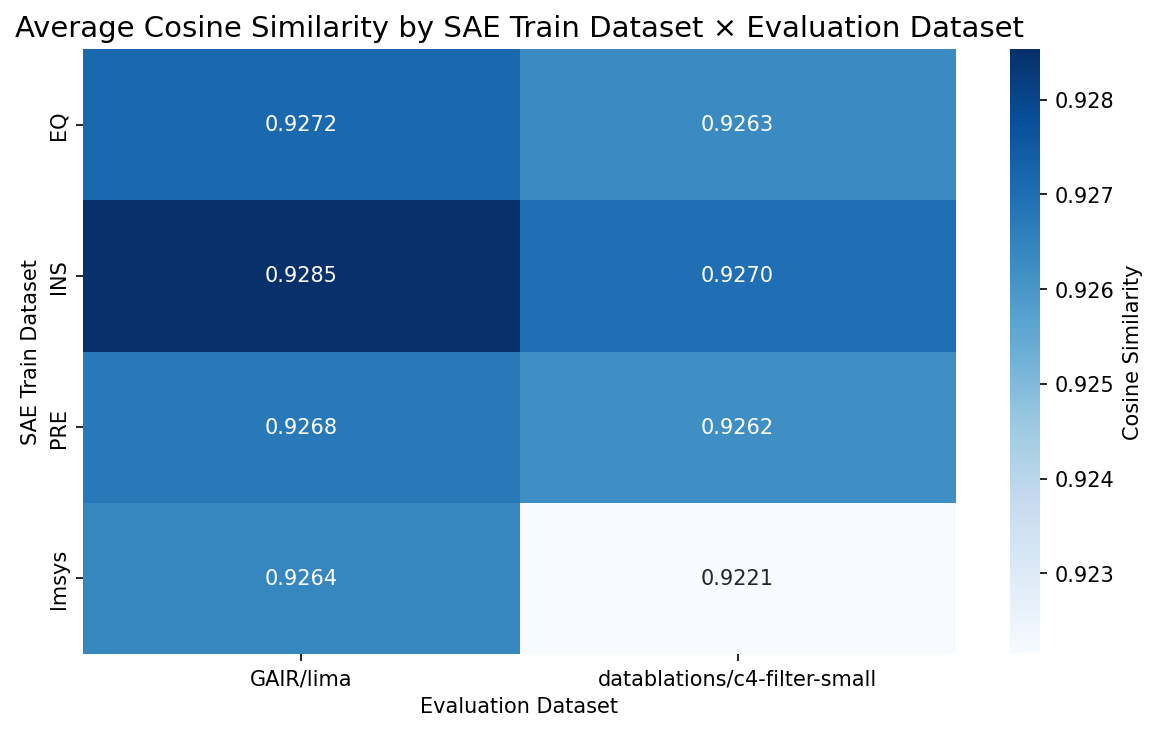 Average Cosine Similarity by SAE Train Dataset × Evaluation Dataset
SAE Train Dataset
EQ
0.9272
0.9263
INS
0.9285
0.9270
PRE
0.9268
0.9262
lmsys
0.9264
0.9221
GAIR/lima
datablations/c4-filter-small
Evaluation Dataset
0.928
0.927
0.926
0.925
0.924
0.923
Cosine Similarity